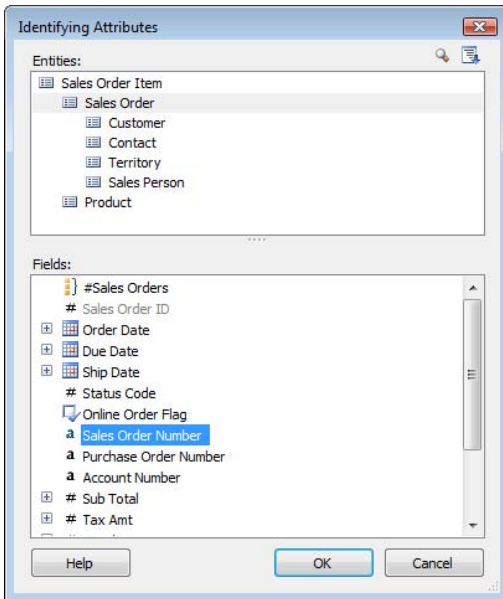 Identifying Attributes
Entities:
Sales Order Item
Sales Order
Customer
Contact
Territory
Sales Person
Product
Fields:
#Sales Orders
# Sales Order ID
Order Date
Due Date
Ship Date
# Status Code
Online Order Flag
a Sales Order Number
a Purchase Order Number
a Account Number
# Sub Total
# Tax Amt
Help OK Cancel